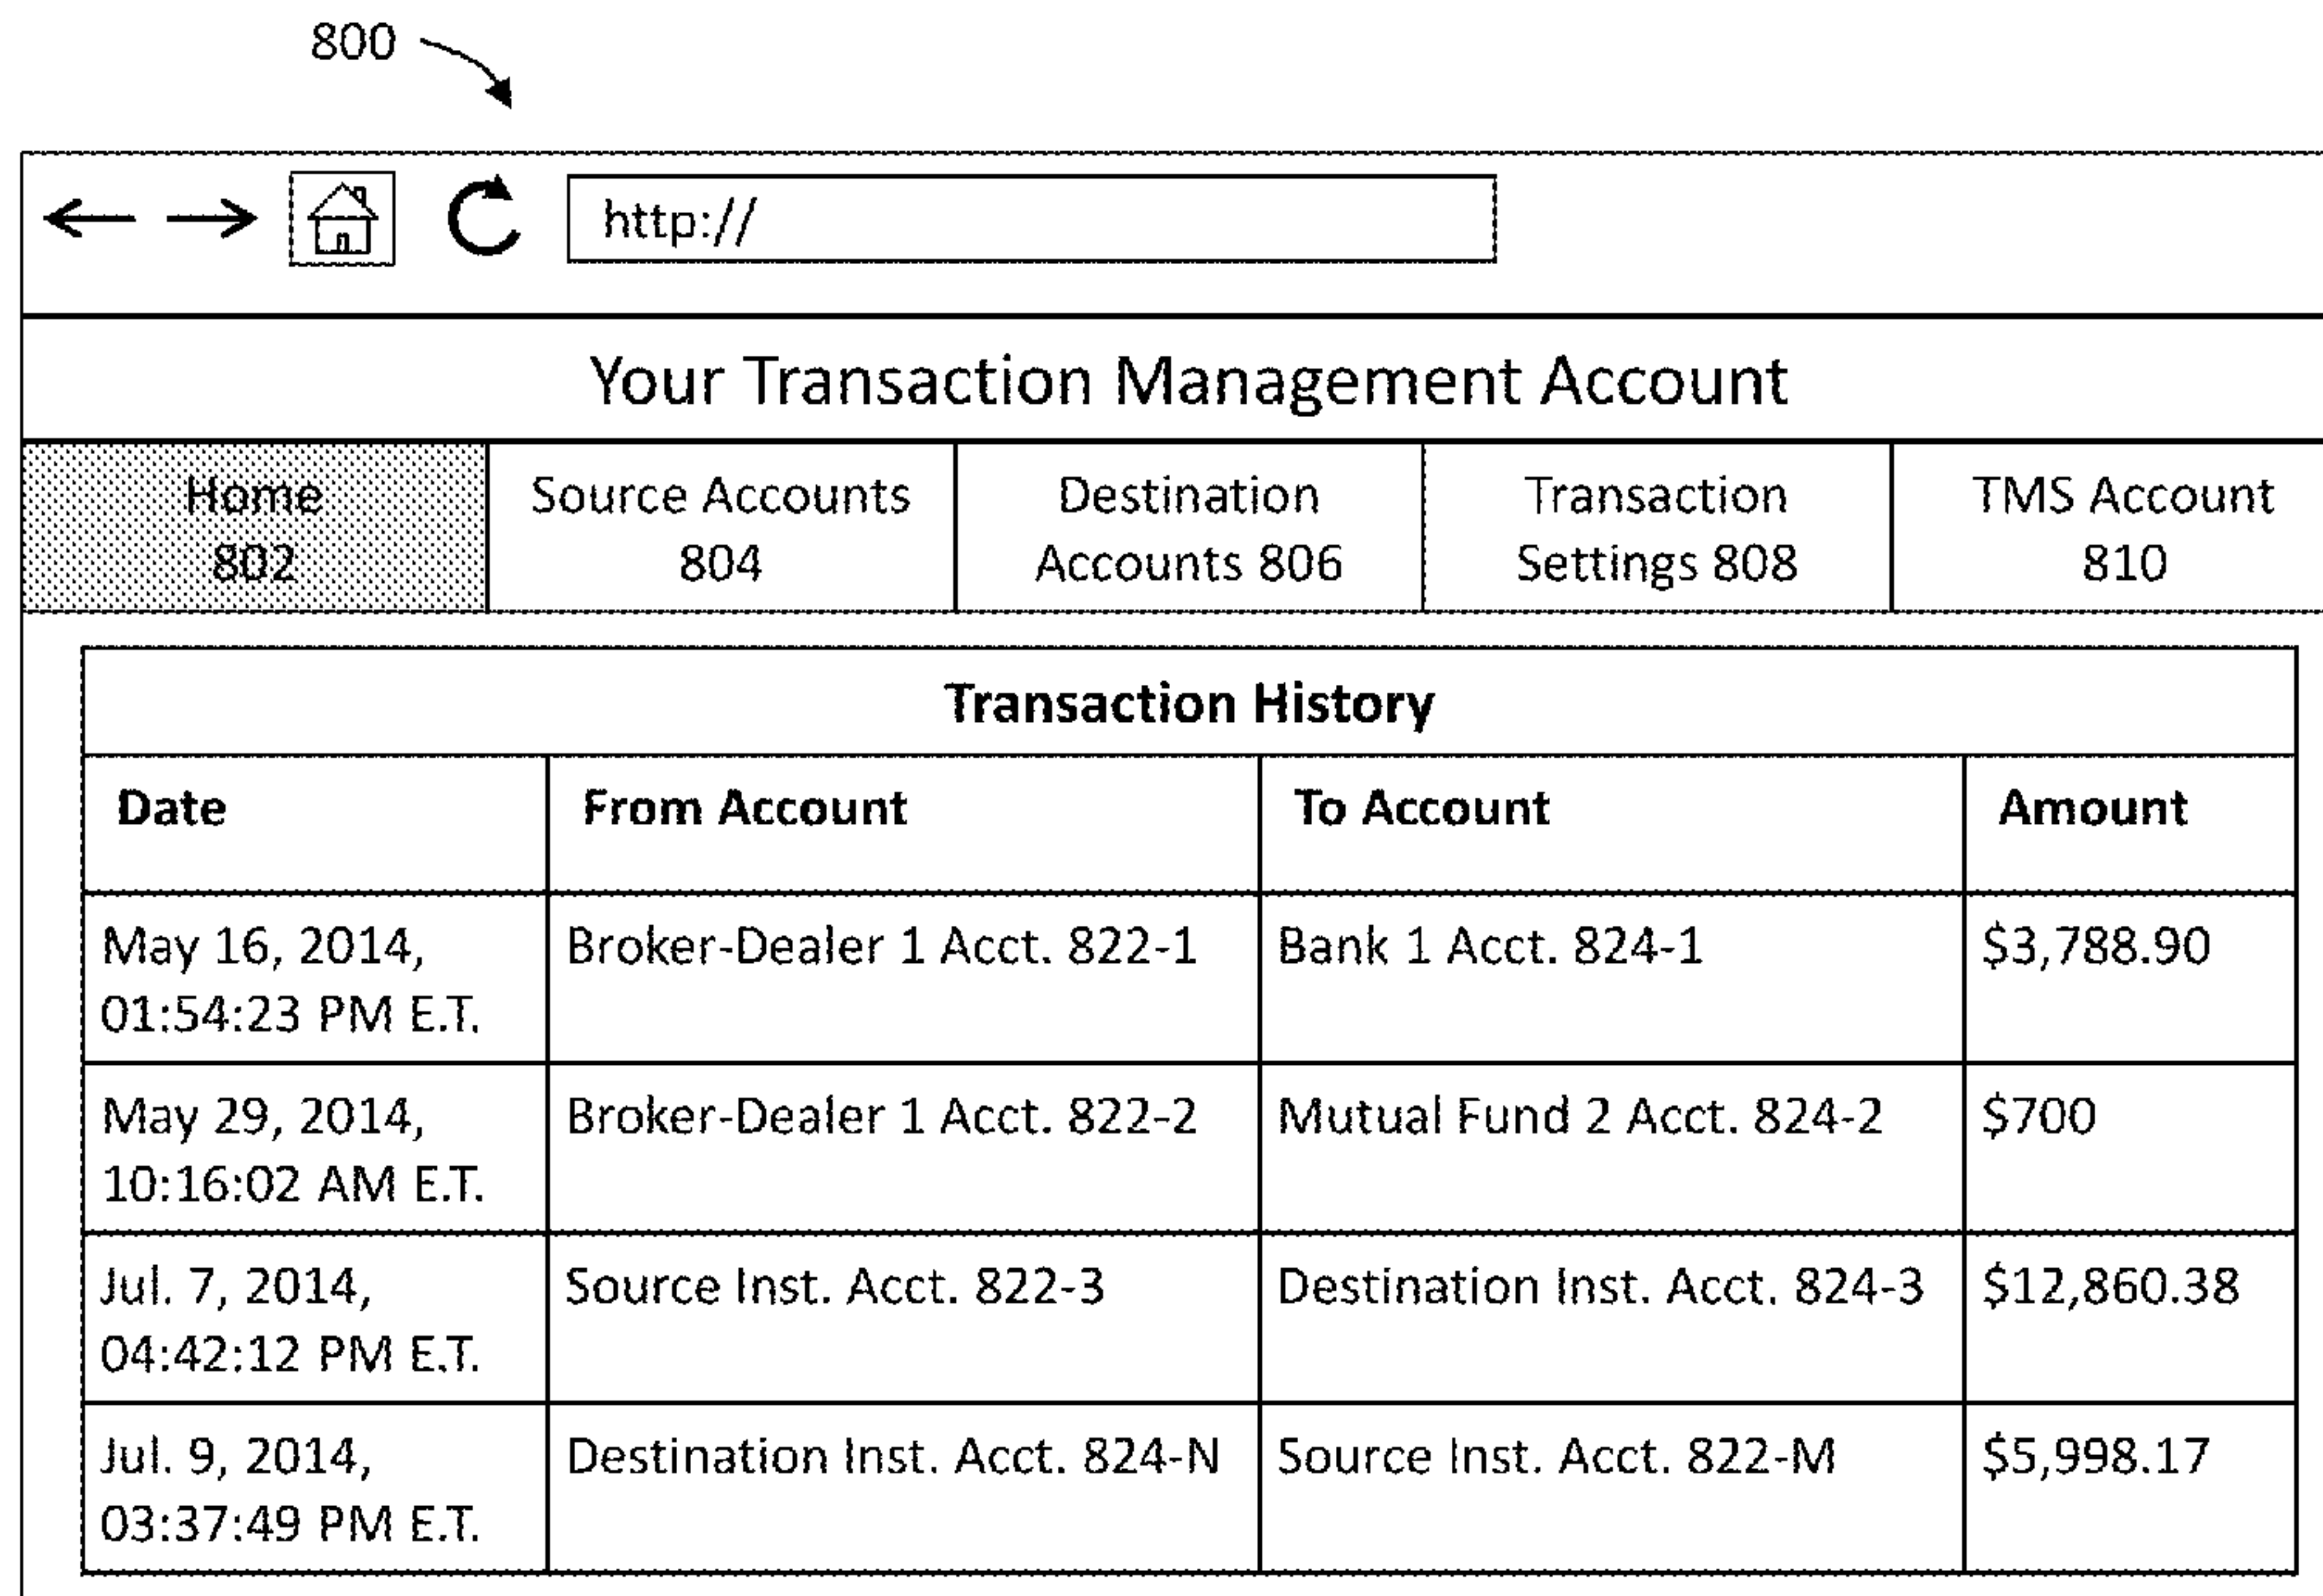 800
http://
Your Transaction Management Account
Home
802
Source Accounts
804
Destination
Accounts 806
Transaction
Settings 808
TMS Account
810
Transaction History
Date
From Account
To Account
Amount
May 16, 2014,
01:54:23 PM E.T.
Broker-Dealer 1 Acct. 822-1
Bank 1 Acct. 824-1
$3,788.90
May 29, 2014,
10:16:02 AM E.T.
Broker-Dealer 1 Acct. 822-2
Mutual Fund 2 Acct. 824-2
$700
Jul. 7, 2014,
04:42:12 PM E.T.
Source Inst. Acct. 822-3
Destination Inst. Acct. 824-3
$12,860.38
Jul. 9, 2014,
03:37:49 PM E.T.
Destination Inst. Acct. 824-N
Source Inst. Acct. 822-M
$5,998.17